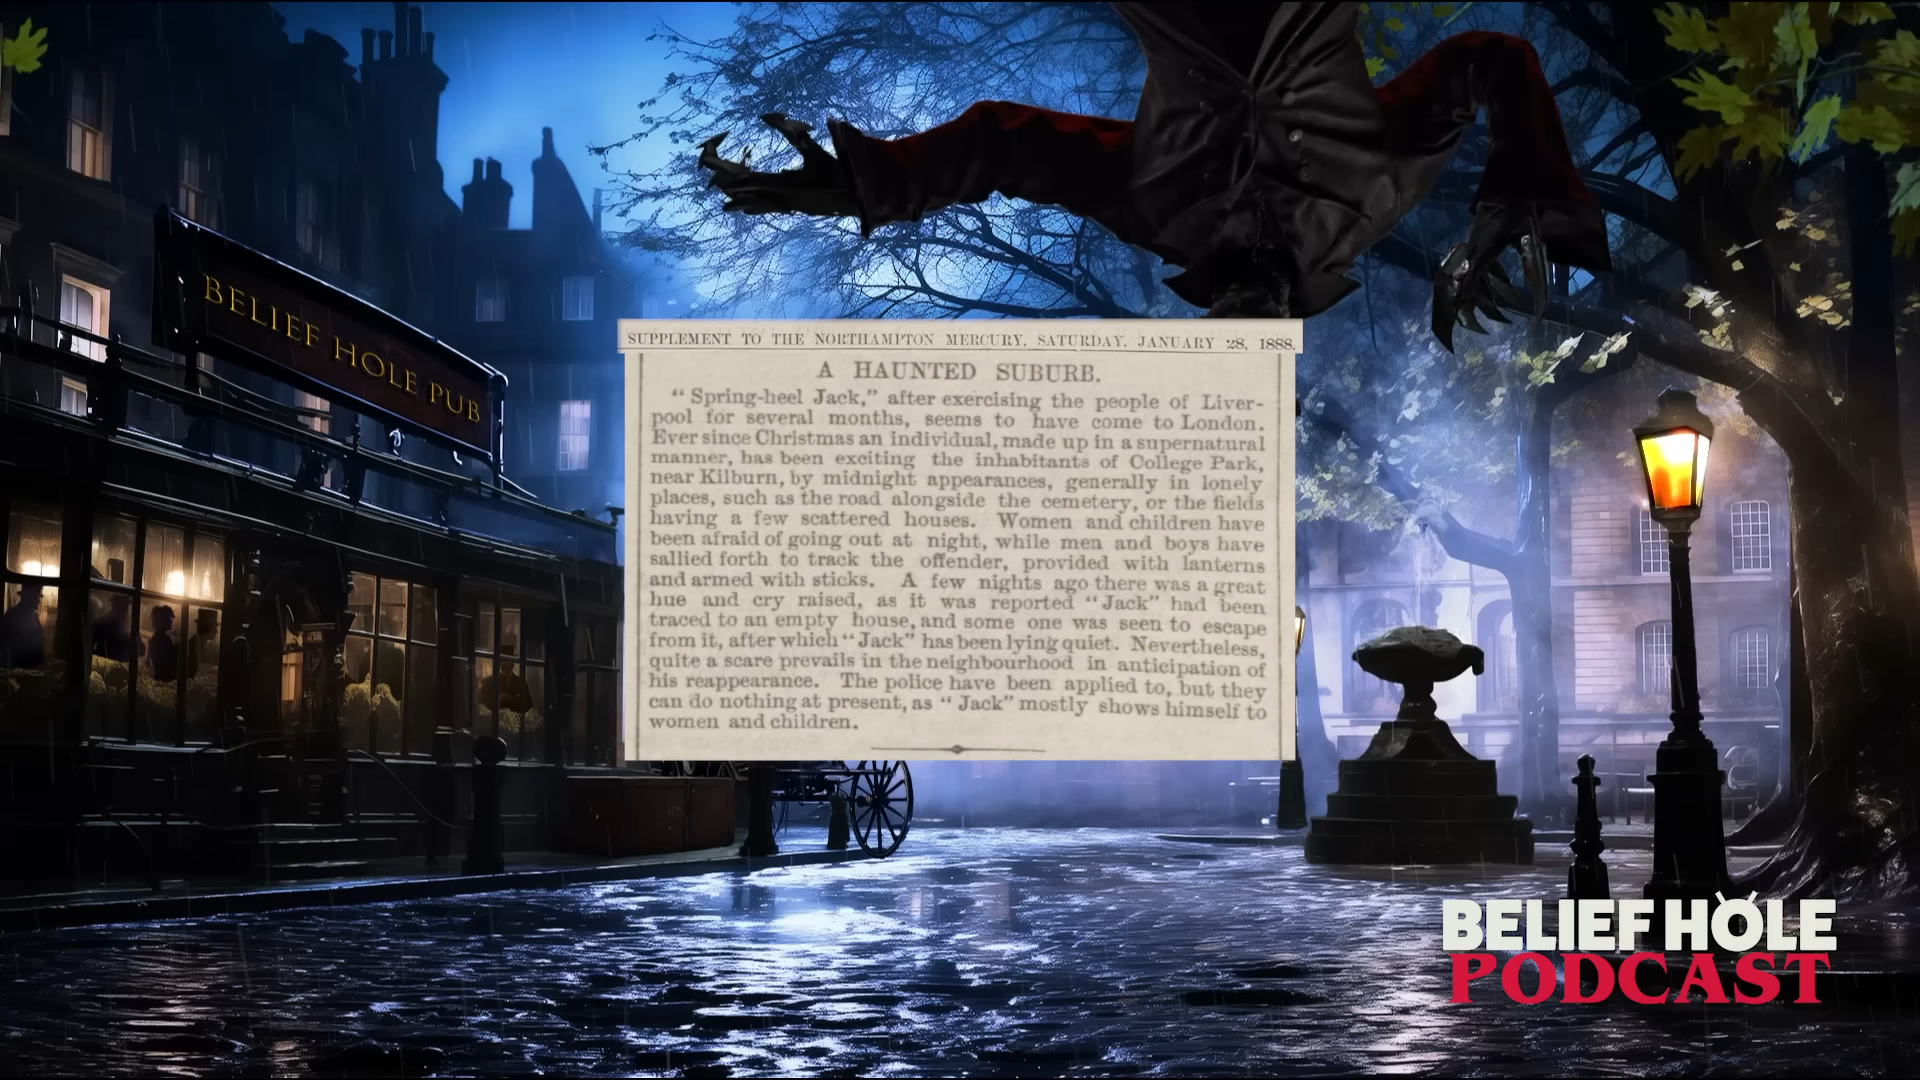 BELIEF HOLE PUB
SUPPLEMENT TO THE NORTHAMPTON MERCURY, SATURDAY, JANUARY 28, 1888.
A HAUNTED SUBURB.
“Spring-heel Jack,” after exercising the people of Liver-
pool for several months, seems to have come to London.
Ever since Christmas an individual, made up in a supernatural
manner, has been exciting the inhabitants of College Park,
near Kilburn, by midnight appearances, generally in lonely
places, such as the road alongside the cemetery, or the fields
having a few scattered houses. Women and children have
been afraid of going out at night, while men and boys have
sallied forth to track the offender, provided with lanterns
and armed with sticks. A few nights ago there was a great
hue and cry raised, as it was reported “Jack” had been
traced to an empty house, and some one was seen to escape
from it, after which “Jack” has been lying quiet. Nevertheless,
quite a scare prevails in the neighbourhood in anticipation of
his reappearance. The police have been applied to, but they
can do nothing at present, as “Jack” mostly shows himself to
women and children.
BELIEF HOLE
PODCAST